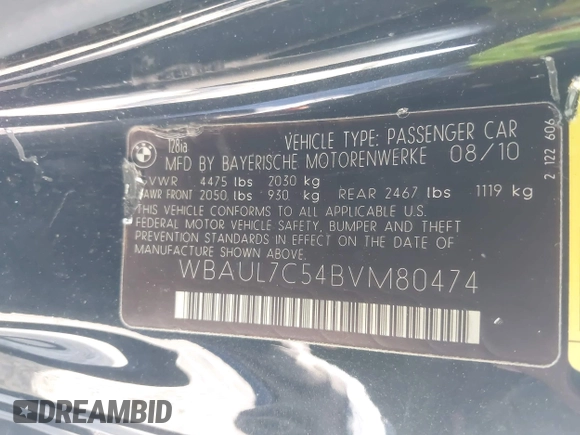 128ia
VEHICLE TYPE: PASSENGER CAR
MFD BY BAYERISCHE MOTORENWERKE 08/10
GVWR 4475 lbs 2030 kg
GAWR FRONT 2050 lbs 930 kg REAR 2467 lbs 1119 kg
THIS VEHICLE CONFORMS TO ALL APPLICABLE U.S.
FEDERAL MOTOR VEHICLE SAFETY, BUMPER AND THEFT
PREVENTION STANDARDS IN EFFECT ON THE DATE OF
MANUFACTURE SHOWN ABOVE.
WBAUL7C54BVM80474
2 122 606
DREAMBID